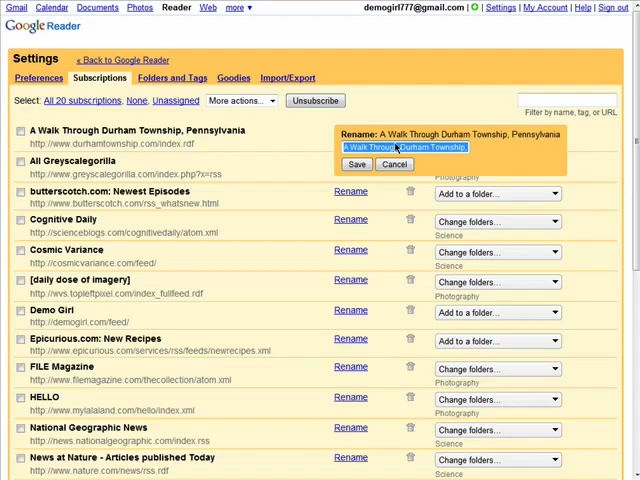 Gmail Calendar Documents Photos Reader Web more ▼ demogirl777@gmail.com | Settings | My Account | Help | Sign out
Google Reader
Settings « Back to Google Reader
Preferences Subscriptions Folders and Tags Goodies Import/Export
Select: All 20 subscriptions, None, Unassigned More actions... Unsubscribe
Filter by name, tag, or URL
A Walk Through Durham Township, Pennsylvania
http://www.durhamtownship.com/index.rdf
Rename: A Walk Through Durham Township, Pennsylvania
A Walk Through Durham Township,
Save Cancel
All Greyscalegorilla
http://www.greyscalegorilla.com/index.php?x=rss
Photography
butterscotch.com: Newest Episodes Rename Add to a folder...
http://www.butterscotch.com/rss_whatsnew.html
Cognitive Daily Rename Change folders...
http://scienceblogs.com/cognitivedaily/atom.xml Science
Cosmic Variance Rename Change folders...
http://cosmicvariance.com/feed/ Science
[daily dose of imagery] Rename Change folders...
http://wvs.topleftpixel.com/index_fullfeed.rdf Photography
Demo Girl Rename Add to a folder...
http://demogirl.com/feed/
Epicurious.com: New Recipes Rename Add to a folder...
http://www.epicurious.com/services/rss/feeds/newrecipes.xml
FILE Magazine Rename Change folders...
http://www.filemagazine.com/thecollection/atom.xml Photography
HELLO Rename Change folders...
http://www.mylalaland.com/hello/index.xml Photography
National Geographic News Rename Change folders...
http://news.nationalgeographic.com/index.rss Science
News at Nature - Articles published Today Rename Change folders...
http://www.nature.com/news/rss.rdf Science